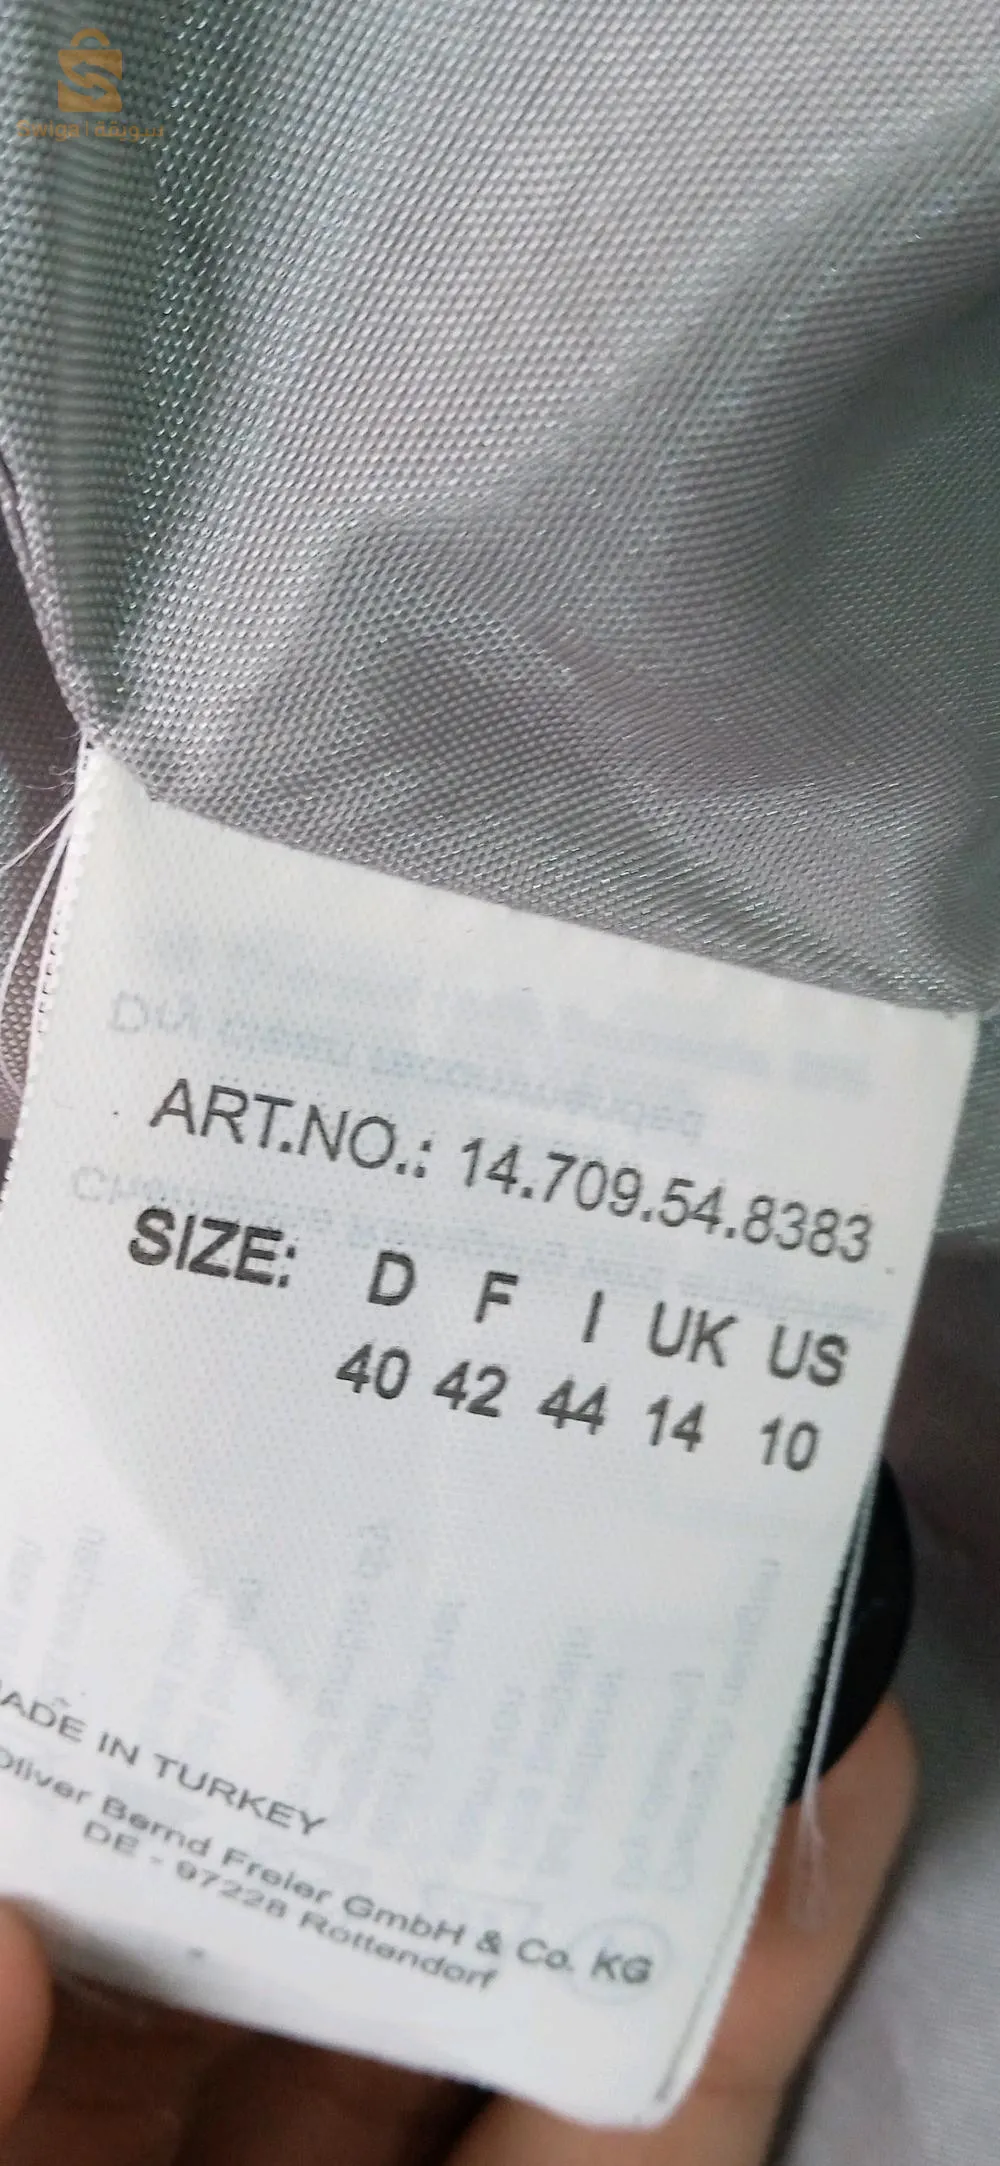 Swiqa | سويقة
ART.NO.: 14.709.54.8383
SIZE: D F I UK US
40 42 44 14 10
ADE IN TURKEY
Oliver Bernd Freier GmbH & Co. KG
DE - 97228 Rottendorf